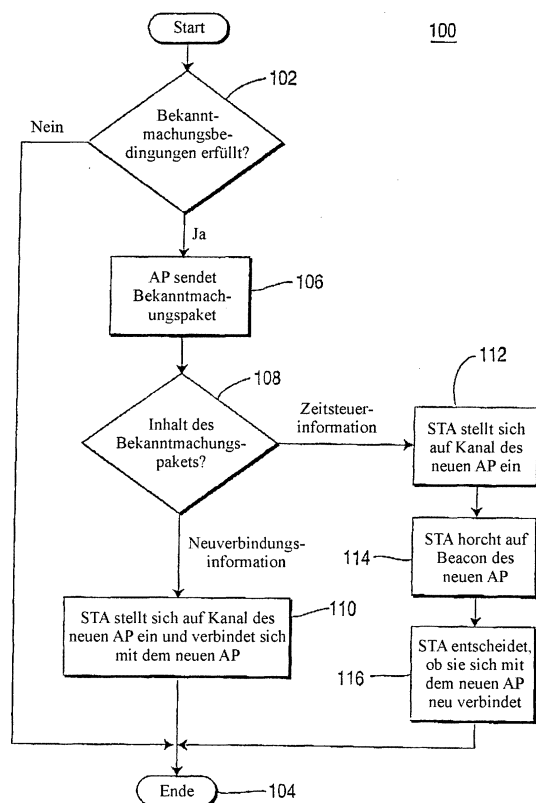 Start
100
102
Bekannt-
machungsbe-
dingungen erfüllt?
Nein
Ja
AP sendet
Bekanntmach-
ungspaket
106
108
Inhalt des
Bekanntmachungs-
pakets?
Zeitsteuer-
information
112
STA stellt sich
auf Kanal des
neuen AP ein
114
STA horcht auf
Beacon des
neuen AP
Neuverbindungs-
information
110
STA stellt sich auf Kanal des
neuen AP ein und verbindet sich
mit dem neuen AP
116
STA entscheidet,
ob sie sich mit
dem neuen AP
neu verbindet
Ende
104